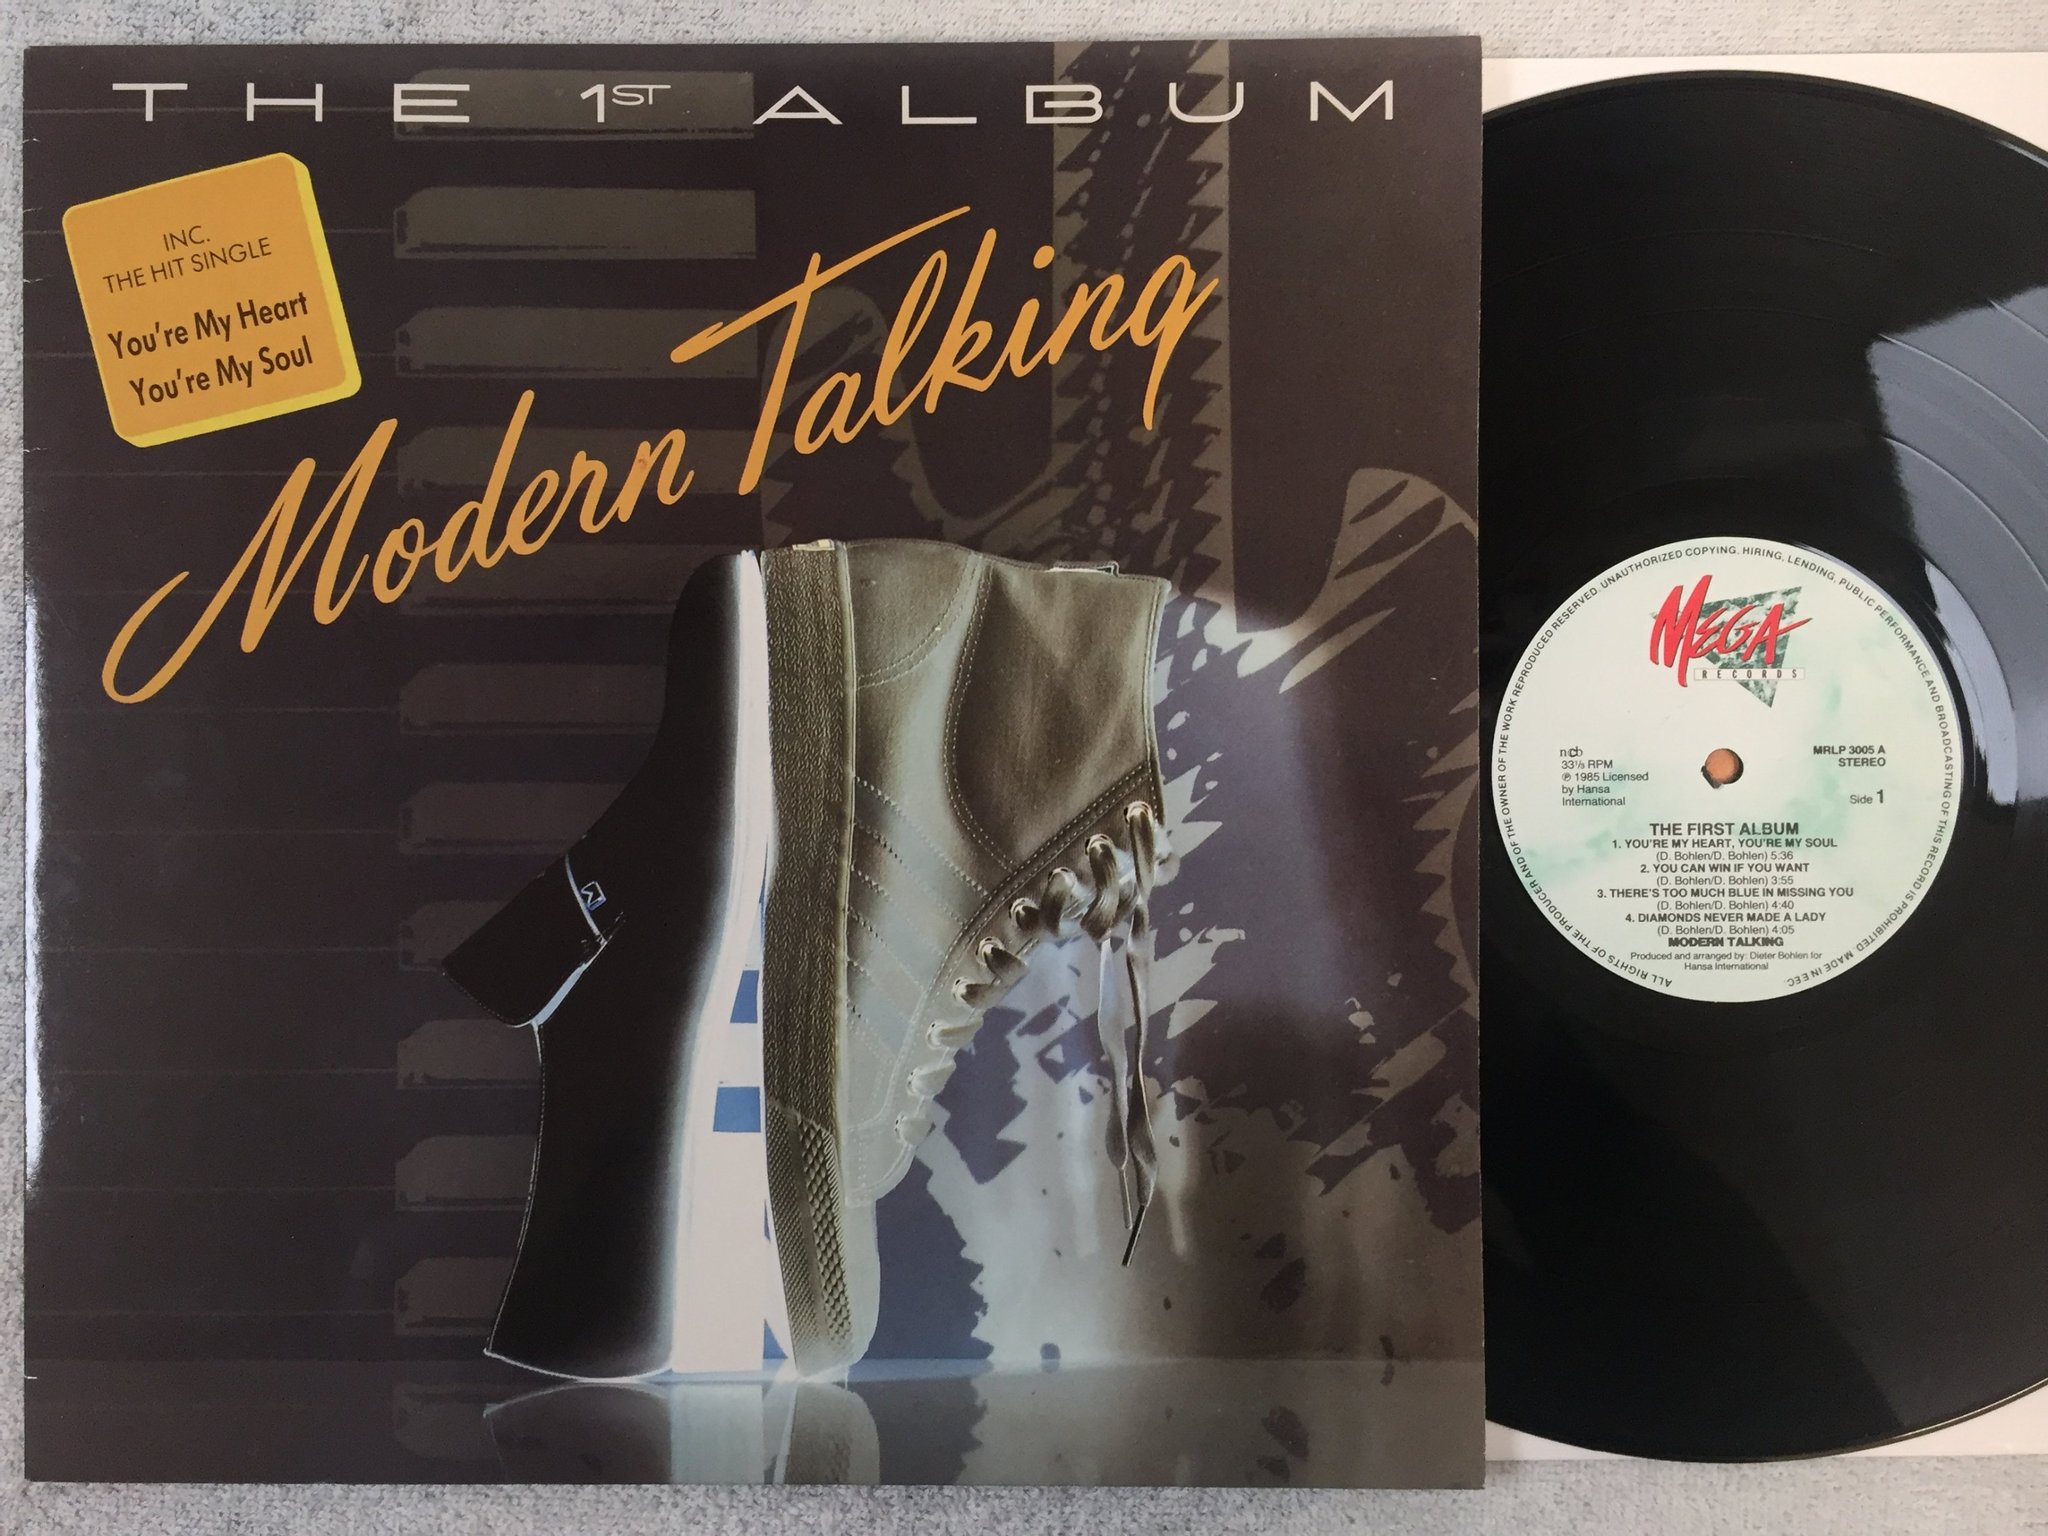 THE 1ST ALBUM
INC.
THE HIT SINGLE
You're My Heart
You're My Soul
Modern Talking
ALL RIGHTS OF THE PRODUCER AND OF THE OWNER OF THE WORK REPRODUCED RESERVED. UNAUTHORIZED COPYING, HIRING, LENDING, PUBLIC PERFORMANCE AND BROADCASTING OF THIS RECORD IS PROHIBITED. MADE IN EEC.
MEGA
RECORDS
ncb
33⅓ RPM
℗ 1985 Licensed
by Hansa
International
MRLP 3005 A
STEREO
Side 1
THE FIRST ALBUM
1. YOU'RE MY HEART, YOU'RE MY SOUL
(D. Bohlen/D. Bohlen) 5:36
2. YOU CAN WIN IF YOU WANT
(D. Bohlen/D. Bohlen) 3:55
3. THERE'S TOO MUCH BLUE IN MISSING YOU
(D. Bohlen/D. Bohlen) 4:40
4. DIAMONDS NEVER MADE A LADY
(D. Bohlen/D. Bohlen) 4:05
MODERN TALKING
Produced and arranged by: Dieter Bohlen for
Hansa International